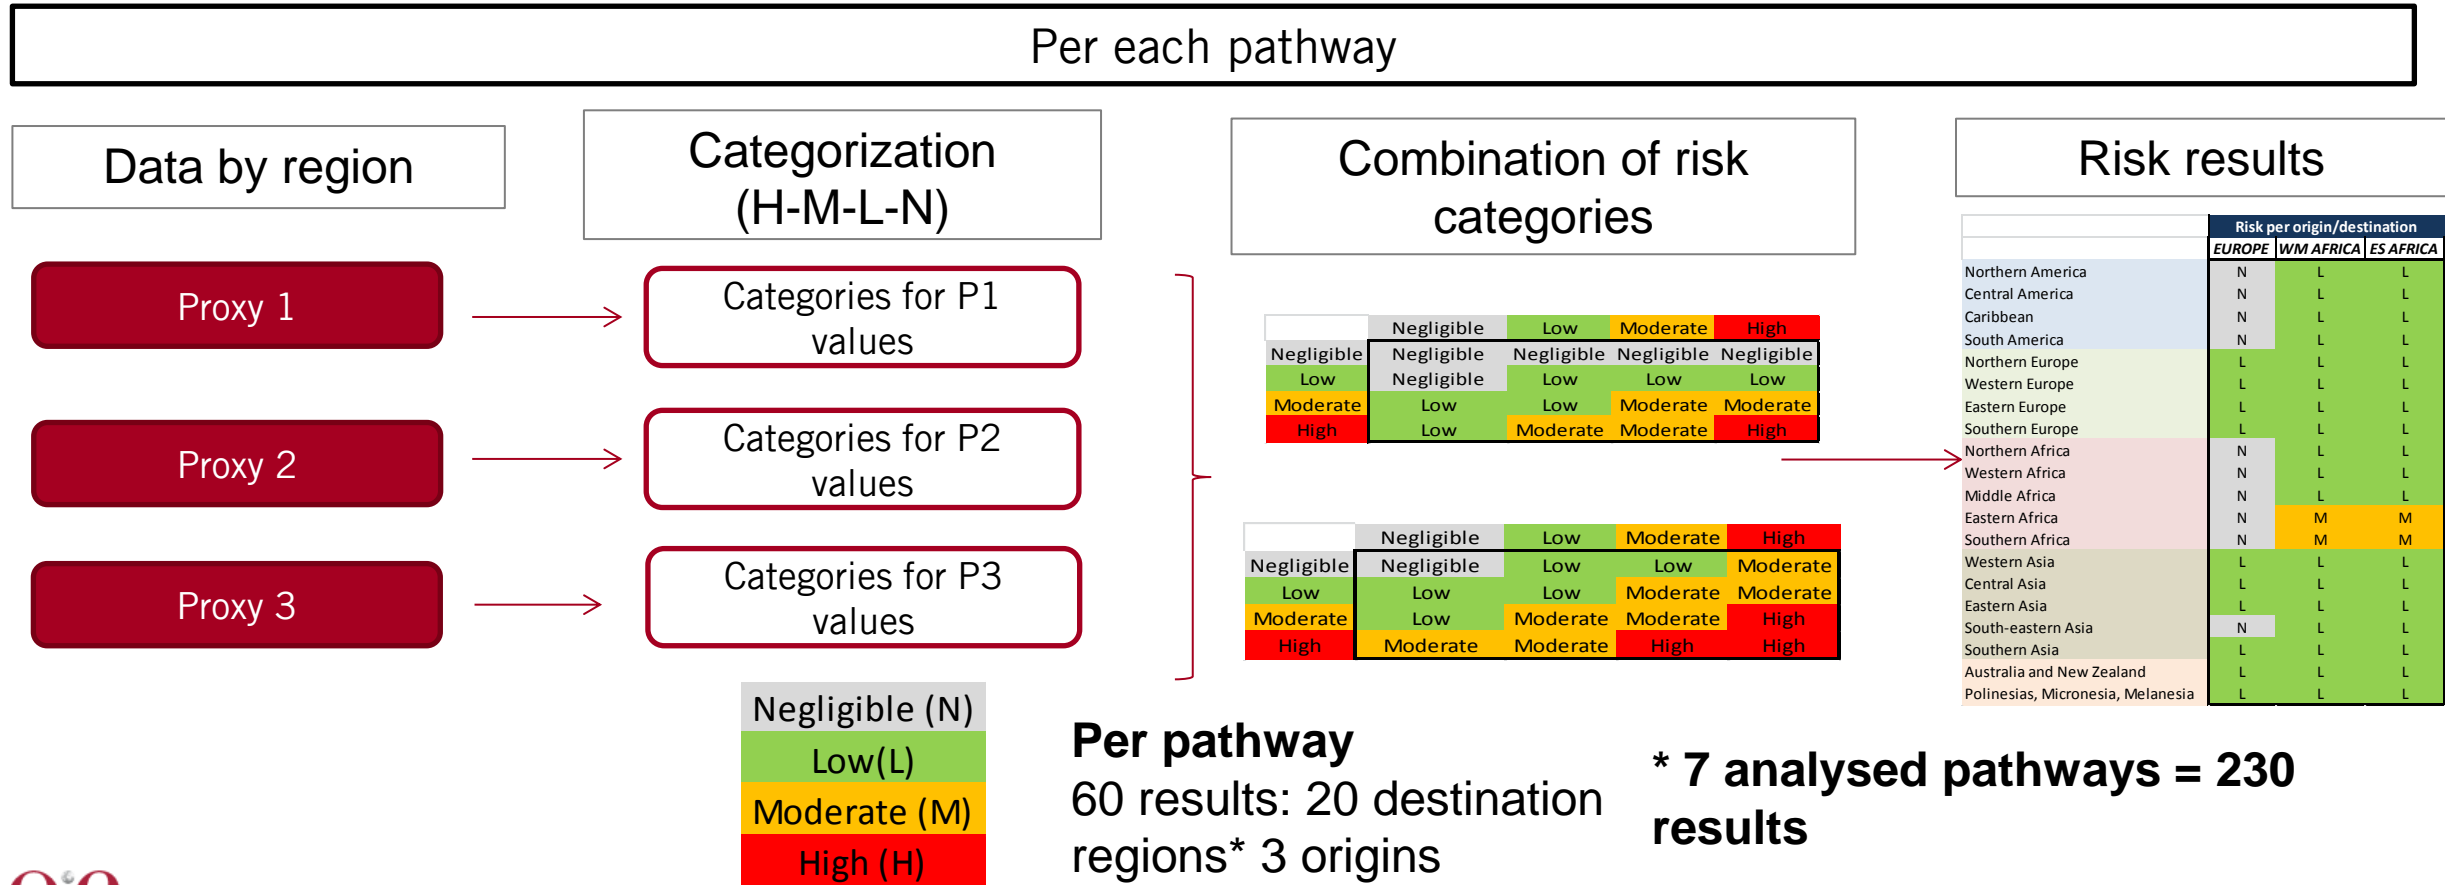 Per each pathway
Data by region
Categorization
(H-M-L-N)
Combination of risk
categories
Risk results
Proxy 1
Categories for P1
values
Proxy 2
Categories for P2
values
Proxy 3
Categories for P3
values
Negligible (N)
Low(L)
Moderate (M)
High (H)
Negligible Low Moderate High
Negligible Negligible Negligible Negligible Negligible
Low Negligible Low Low Low
Moderate Low Low Moderate Moderate
High Low Moderate Moderate High
Negligible Low Moderate High
Negligible Negligible Low Low Moderate
Low Low Low Moderate Moderate
Moderate Low Moderate Moderate High
High Moderate Moderate High High
Risk per origin/destination
EUROPE WM AFRICA ES AFRICA
Northern America N L L
Central America N L L
Caribbean N L L
South America N L L
Northern Europe L L L
Western Europe L L L
Eastern Europe L L L
Southern Europe L L L
Northern Africa N L L
Western Africa N L L
Middle Africa N L L
Eastern Africa N M M
Southern Africa N M M
Western Asia L L L
Central Asia L L L
Eastern Asia L L L
South-eastern Asia N L L
Southern Asia L L L
Australia and New Zealand L L L
Polinesias, Micronesia, Melanesia L L L
Per pathway
60 results: 20 destination
regions* 3 origins
* 7 analysed pathways = 230
results